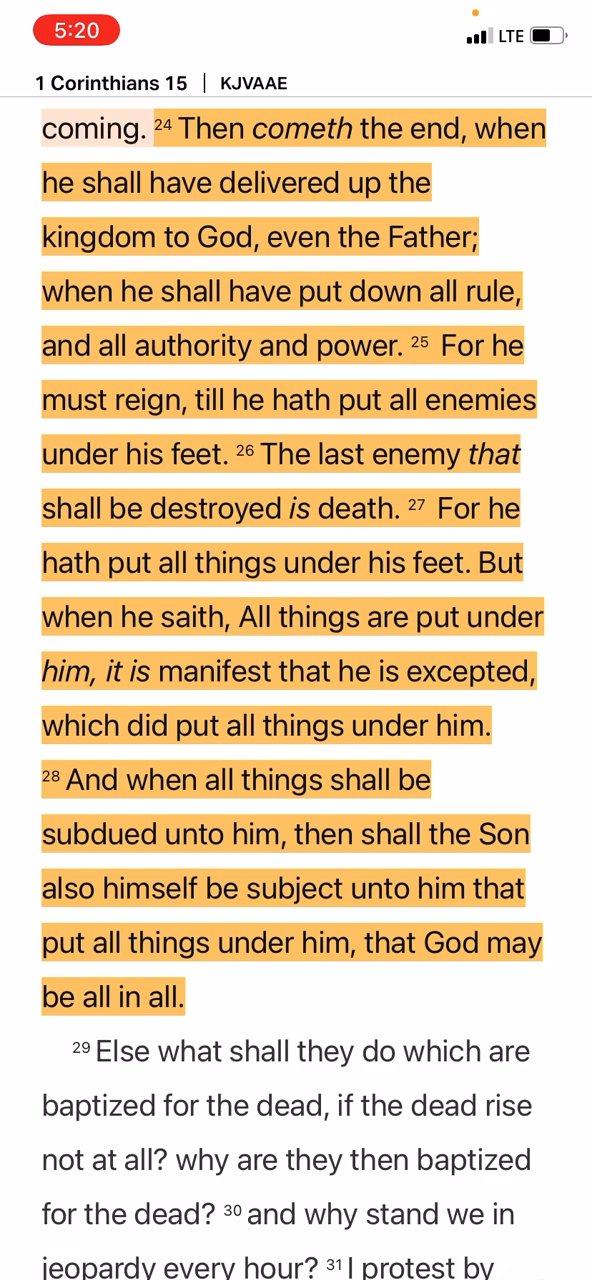 5:20
LTE
1 Corinthians 15 | KJVAAE
coming. 24 Then cometh the end, when
he shall have delivered up the
kingdom to God, even the Father;
when he shall have put down all rule,
and all authority and power. 25 For he
must reign, till he hath put all enemies
under his feet. 26 The last enemy that
shall be destroyed is death. 27 For he
hath put all things under his feet. But
when he saith, All things are put under
him, it is manifest that he is excepted,
which did put all things under him.
28 And when all things shall be
subdued unto him, then shall the Son
also himself be subject unto him that
put all things under him, that God may
be all in all.
29 Else what shall they do which are
baptized for the dead, if the dead rise
not at all? why are they then baptized
for the dead? 30 and why stand we in
jeopardy every hour? 31 I protest by